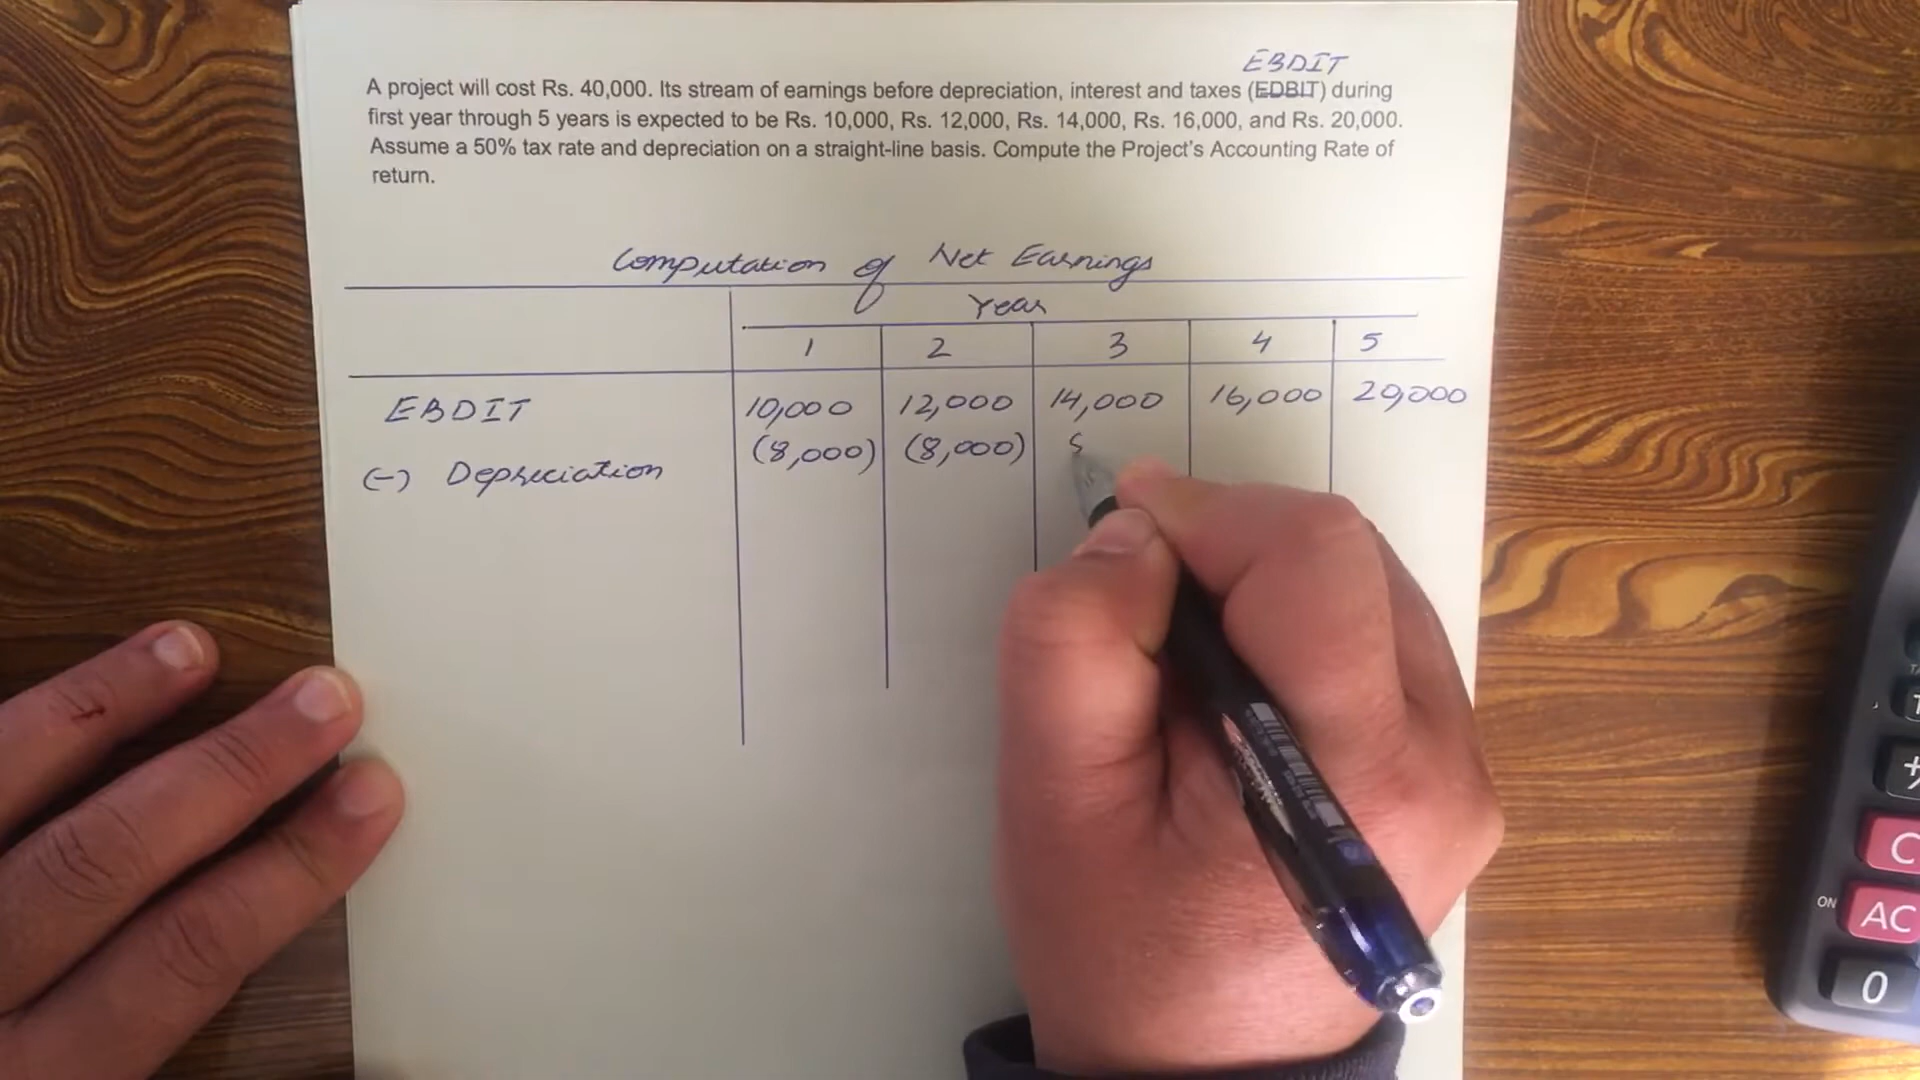 EBDIT
A project will cost Rs. 40,000. Its stream of earnings before depreciation, interest and taxes (EDBIT) during
first year through 5 years is expected to be Rs. 10,000, Rs. 12,000, Rs. 14,000, Rs. 16,000, and Rs. 20,000.
Assume a 50% tax rate and depreciation on a straight-line basis. Compute the Project's Accounting Rate of
return.
Computation of Net Earnings
Year
1 2 3 4 5
EBDIT 10,000 12,000 14,000 16,000 20,000
(-) Depreciation (8,000) (8,000)
C
ON AC
0